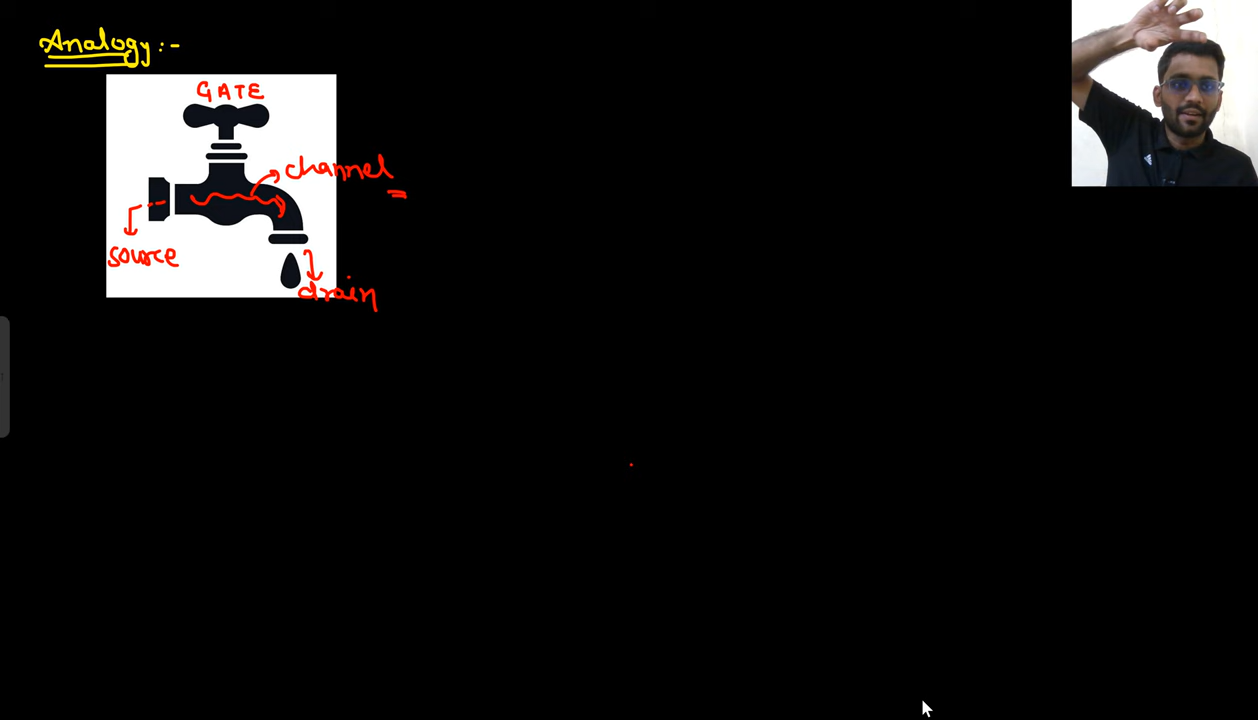 Analogy :-
GATE
channel
source
drain